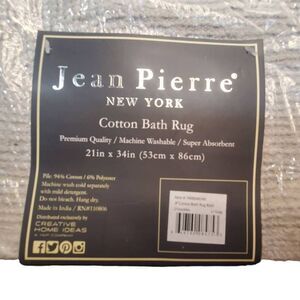 Jean Pierre®
NEW YORK
Cotton Bath Rug
Premium Quality / Machine Washable / Super Absorbent
21in x 34in (53cm x 86cm)
Pile: 94% Cotton / 6% Polyester
Machine wash cold separately
with mild detergent.
Do not bleach. Hang dry.
Made in India / RN#110806
Distributed exclusively by
CREATIVE
HOME IDEAS